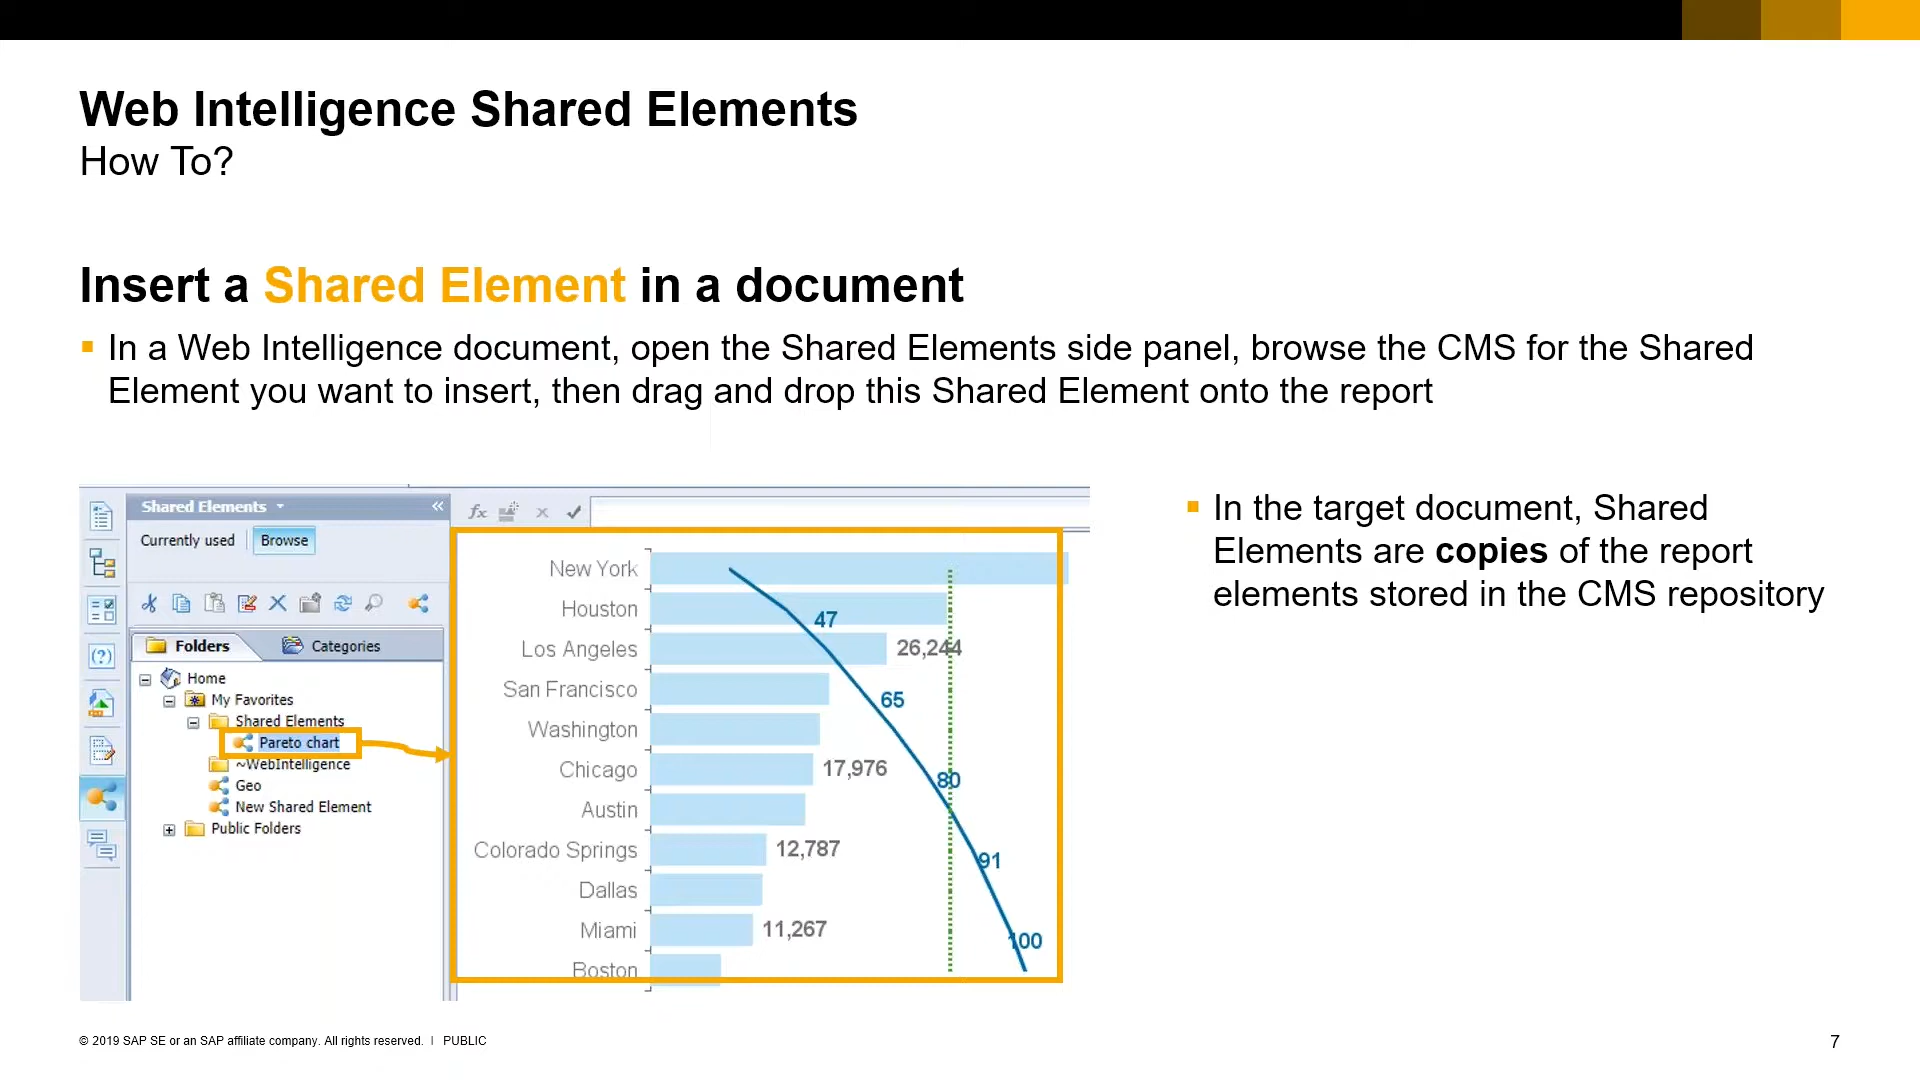 Web Intelligence Shared Elements
How To?
Insert a Shared Element in a document
In a Web Intelligence document, open the Shared Elements side panel, browse the CMS for the Shared
Element you want to insert, then drag and drop this Shared Element onto the report
Shared Elements
Currently used
Browse
Folders
Categories
Home
My Favorites
Shared Elements
Pareto chart
~WebIntelligence
Geo
New Shared Element
Public Folders
fx
New York
Houston
47
Los Angeles
26,244
San Francisco
65
Washington
Chicago
17,976
80
Austin
Colorado Springs
12,787
91
Dallas
Miami
11,267
100
Boston
In the target document, Shared
Elements are copies of the report
elements stored in the CMS repository
© 2019 SAP SE or an SAP affiliate company. All rights reserved. | PUBLIC
7